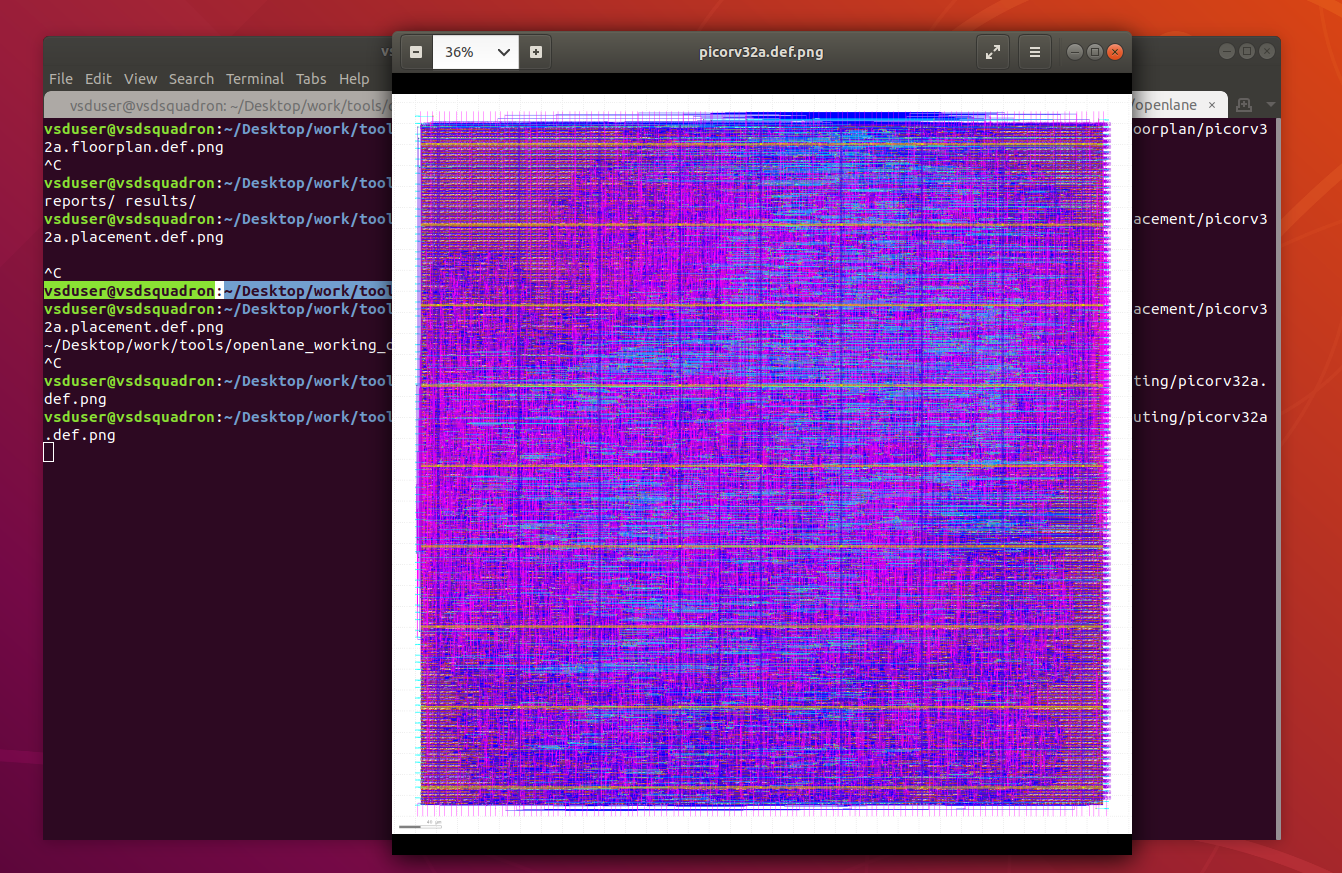 36%
picorv32a.def.png
File Edit View Search Terminal Tabs Help
vsduser@vsdsquadron: ~/Desktop/work/tools/
/openlane ×
vsduser@vsdsquadron:~/Desktop/work/tool oorplan/picorv3
2a.floorplan.def.png
^C
vsduser@vsdsquadron:~/Desktop/work/tool
reports/ results/
vsduser@vsdsquadron:~/Desktop/work/tool acement/picorv3
2a.placement.def.png
^C
vsduser@vsdsquadron:~/Desktop/work/tool
vsduser@vsdsquadron:~/Desktop/work/tool acement/picorv3
2a.placement.def.png
~/Desktop/work/tools/openlane_working_
^C
vsduser@vsdsquadron:~/Desktop/work/tool ting/picorv32a.
def.png
vsduser@vsdsquadron:~/Desktop/work/tool uting/picorv32a
.def.png